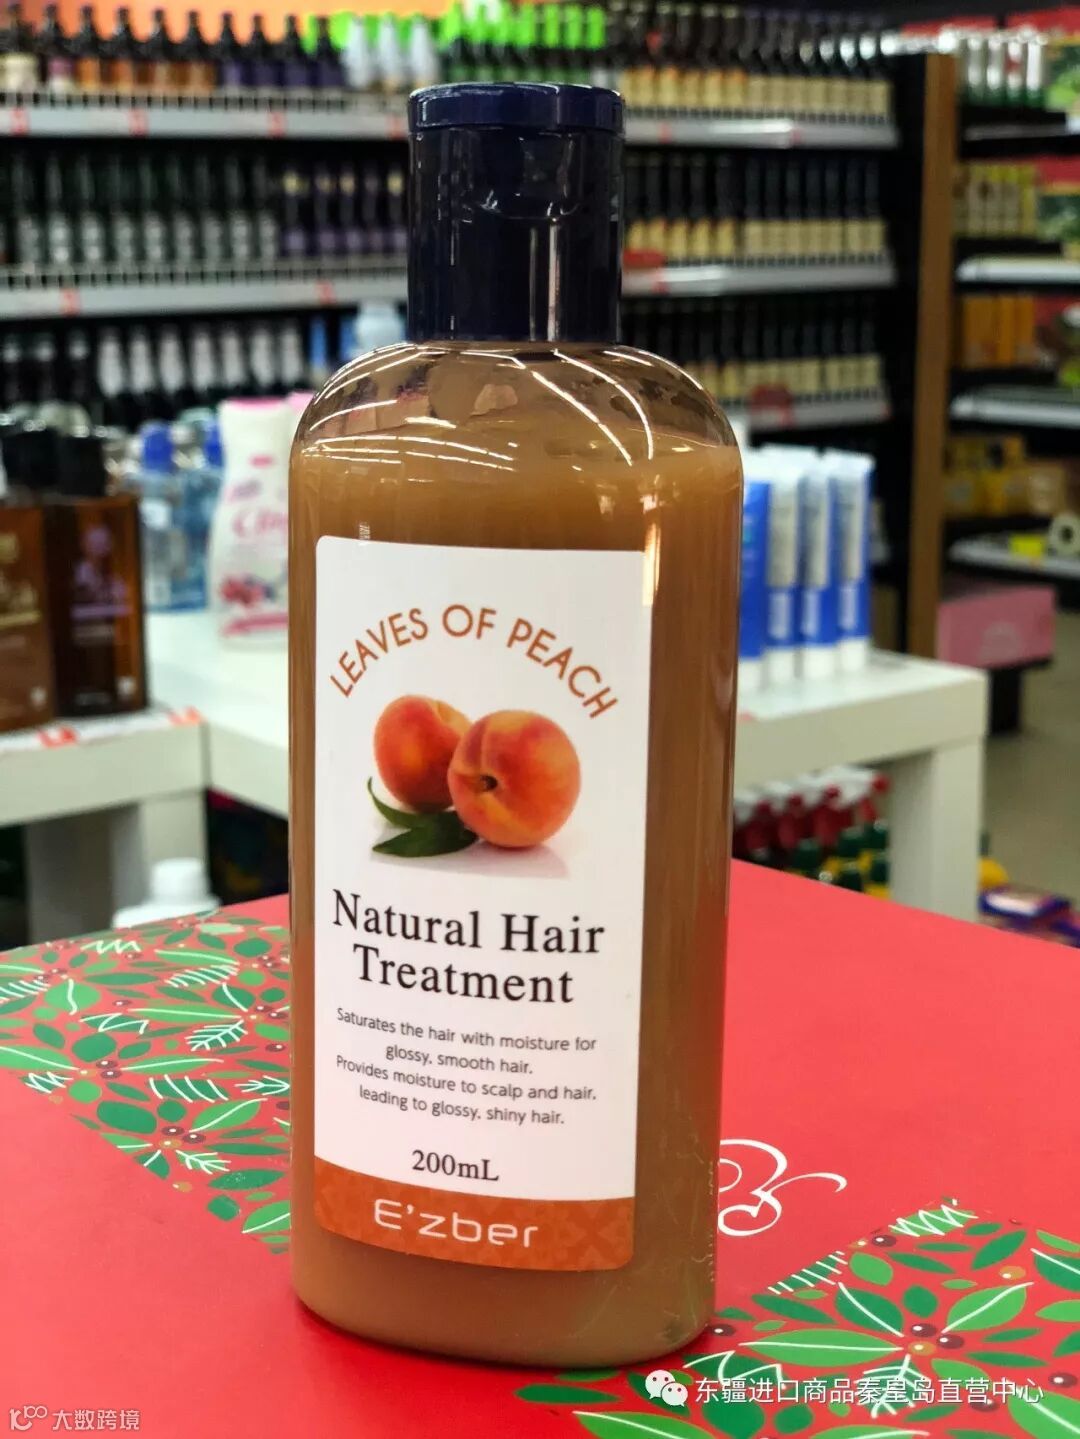 LEAVES OF PEACH
Natural Hair
Treatment
Saturates the hair with moisture for
glossy, smooth hair.
Provides moisture to scalp and hair,
leading to glossy, shiny hair.
200mL
E'zber
东疆进口商品秦皇岛直营中心
大数跨境